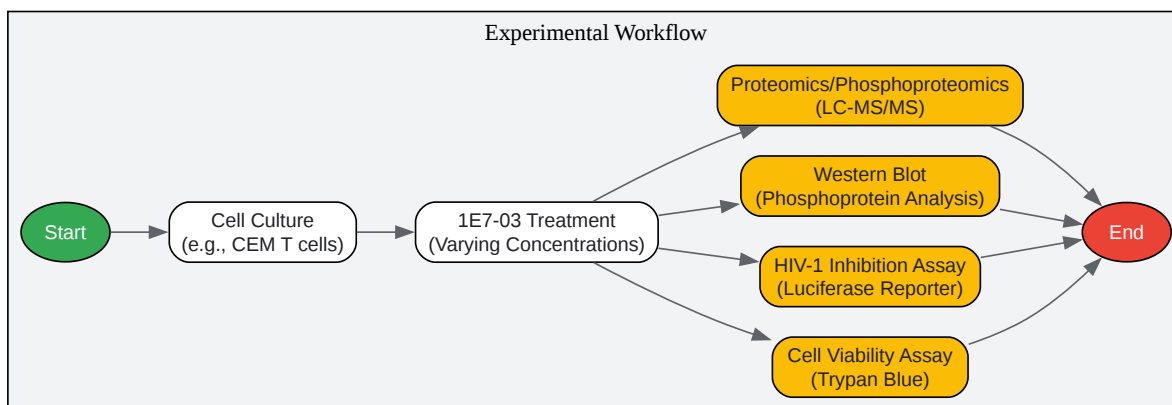 Experimental Workflow
Start
Cell Culture
(e.g., CEM T cells)
1E7-03 Treatment
(Varying Concentrations)
Proteomics/Phosphoproteomics
(LC-MS/MS)
Western Blot
(Phosphoprotein Analysis)
HIV-1 Inhibition Assay
(Luciferase Reporter)
Cell Viability Assay
(Trypan Blue)
End